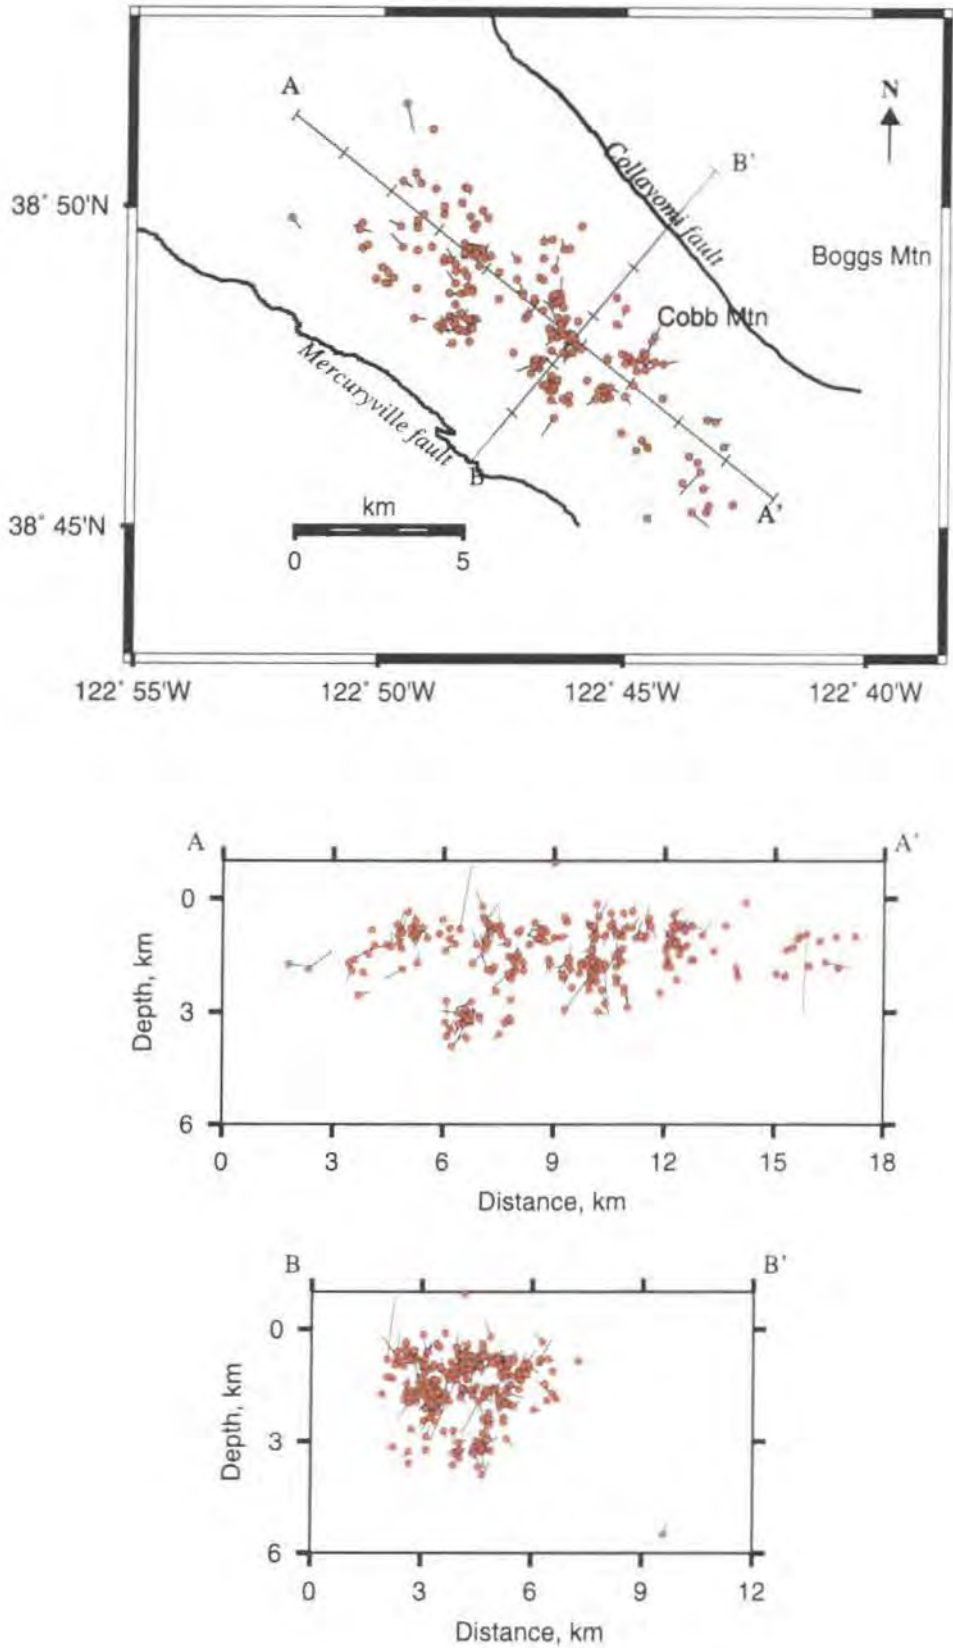 A
N
B'
Collayomi fault
38° 50'N
Boggs Mtn
Cobb Mtn
Mercuryville fault
B
km
A'
38° 45'N
0 5
122° 55'W 122° 50'W 122° 45'W 122° 40'W
A A'
0
3
6
Depth, km
0 3 6 9 12 15 18
Distance, km
B B'
0
3
6
Depth, km
0 3 6 9 12
Distance, km